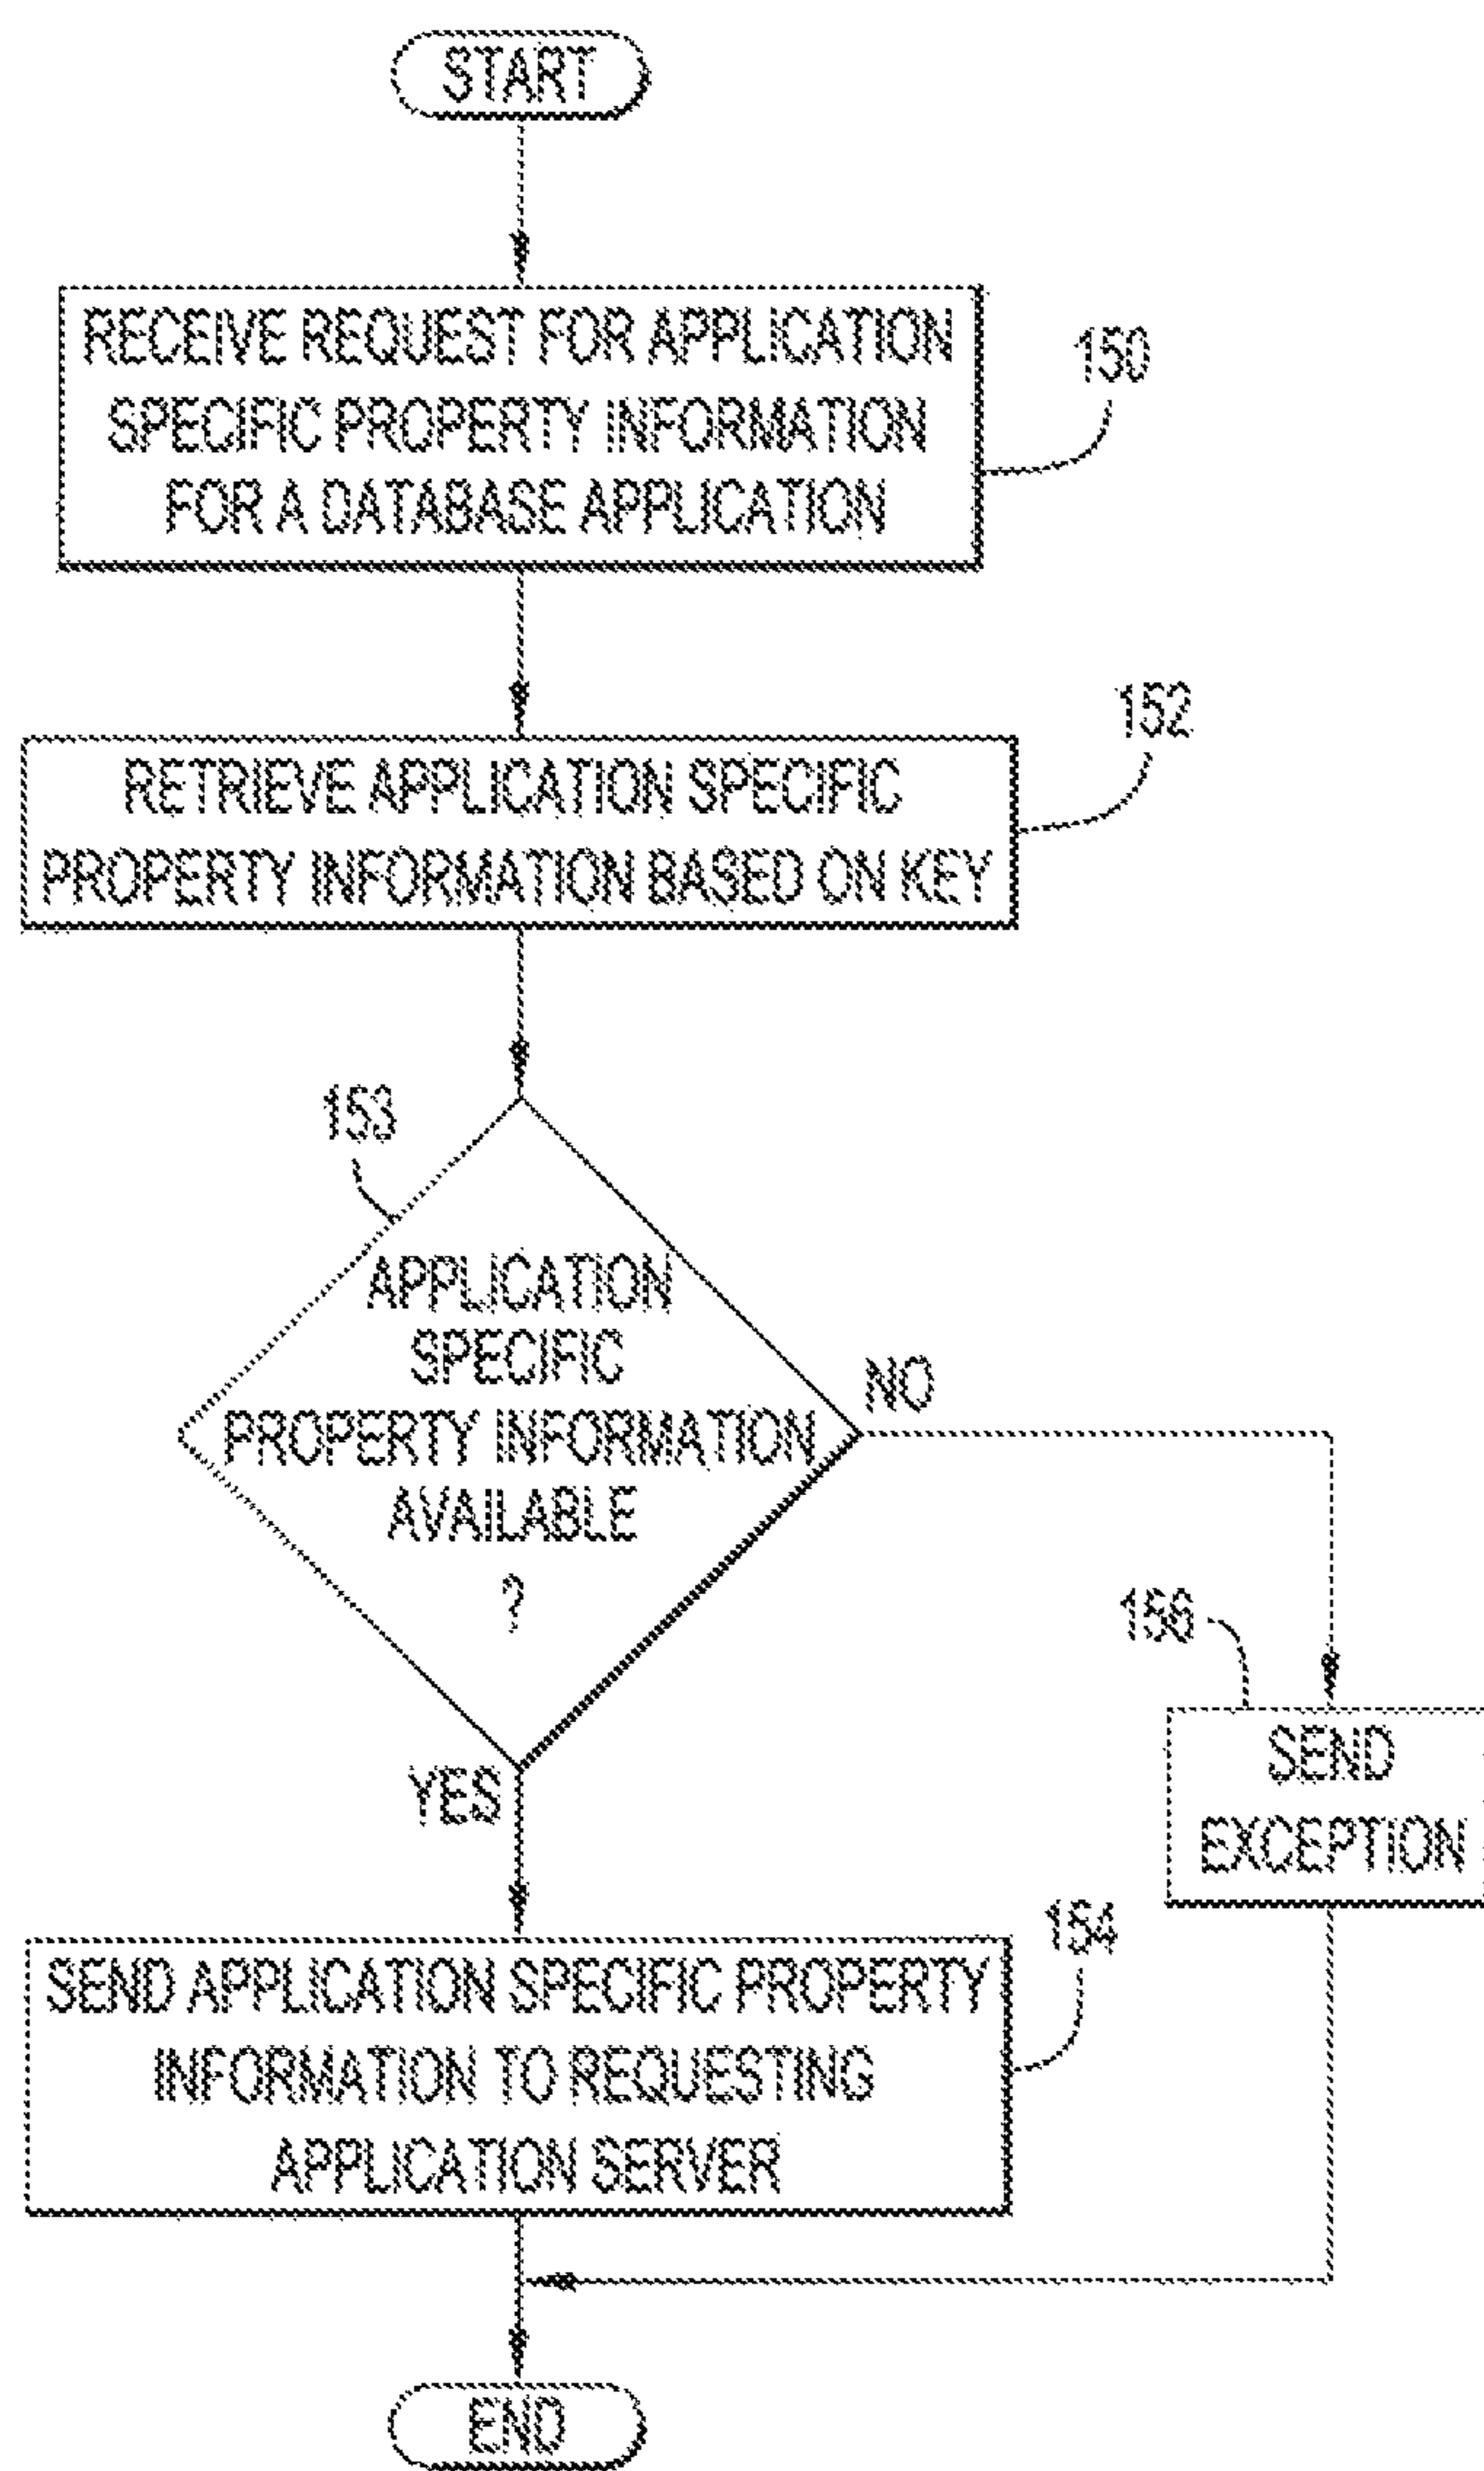 START
RECEIVE REQUEST FOR APPLICATION
SPECIFIC PROPERTY INFORMATION
FOR A DATABASE APPLICATION
150
RETRIEVE APPLICATION SPECIFIC
PROPERTY INFORMATION BASED ON KEY
152
153
APPLICATION
SPECIFIC
PROPERTY INFORMATION
AVAILABLE
?
NO
YES
156
SEND
EXCEPTION
SEND APPLICATION SPECIFIC PROPERTY
INFORMATION TO REQUESTING
APPLICATION SERVER
154
END